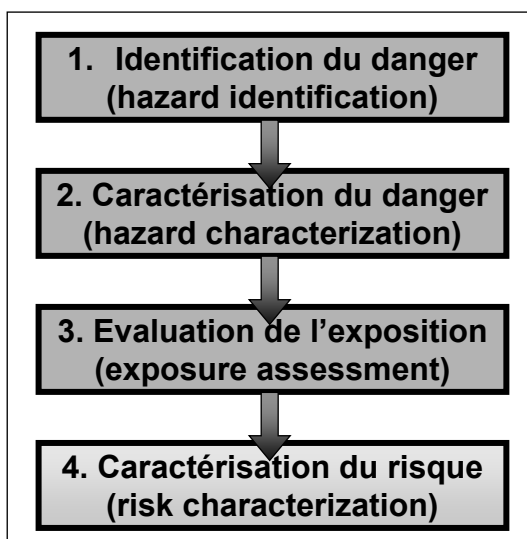 1. Identification du danger
(hazard identification)
2. Caractérisation du danger
(hazard characterization)
3. Evaluation de l’exposition
(exposure assessment)
4. Caractérisation du risque
(risk characterization)